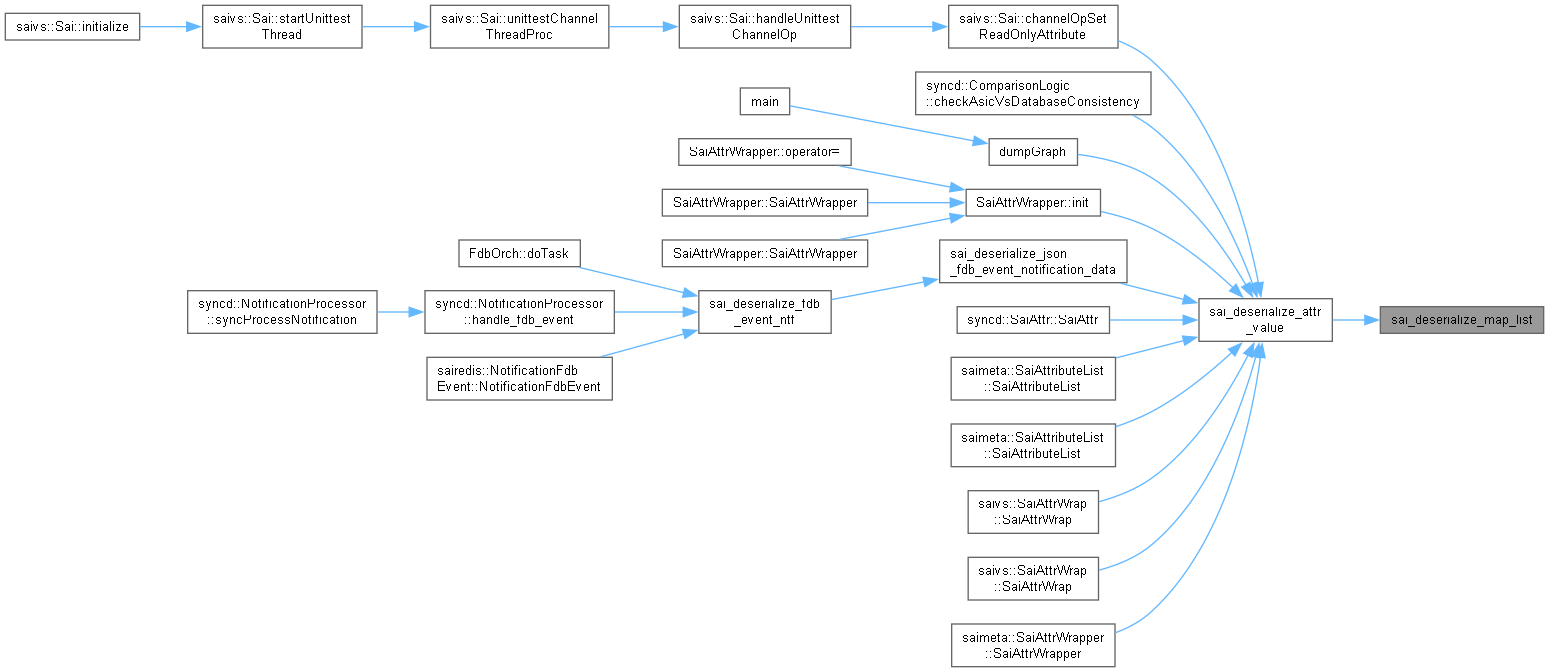 saivs::Sai::initialize
saivs::Sai::startUnittest
Thread
saivs::Sai::unittestChannel
ThreadProc
saivs::Sai::handleUnittest
ChannelOp
saivs::Sai::channelOpSet
ReadOnlyAttribute
syncd::ComparisonLogic
::checkAsicVsDatabaseConsistency
main
dumpGraph
SaiAttrWrapper::operator=
SaiAttrWrapper::SaiAttrWrapper
SaiAttrWrapper::init
SaiAttrWrapper::SaiAttrWrapper
FdbOrch::doTask
sai_deserialize_json
_fdb_event_notification_data
syncd::NotificationProcessor
::syncProcessNotification
syncd::NotificationProcessor
::handle_fdb_event
sai_deserialize_fdb
_event_ntf
syncd::SaiAttr::SaiAttr
sai_deserialize_attr
_value
sai_deserialize_map_list
sairedis::NotificationFdb
Event::NotificationFdbEvent
saimeta::SaiAttributeList
::SaiAttributeList
saimeta::SaiAttributeList
::SaiAttributeList
saivs::SaiAttrWrap
::SaiAttrWrap
saivs::SaiAttrWrap
::SaiAttrWrap
saimeta::SaiAttrWrapper
::SaiAttrWrapper